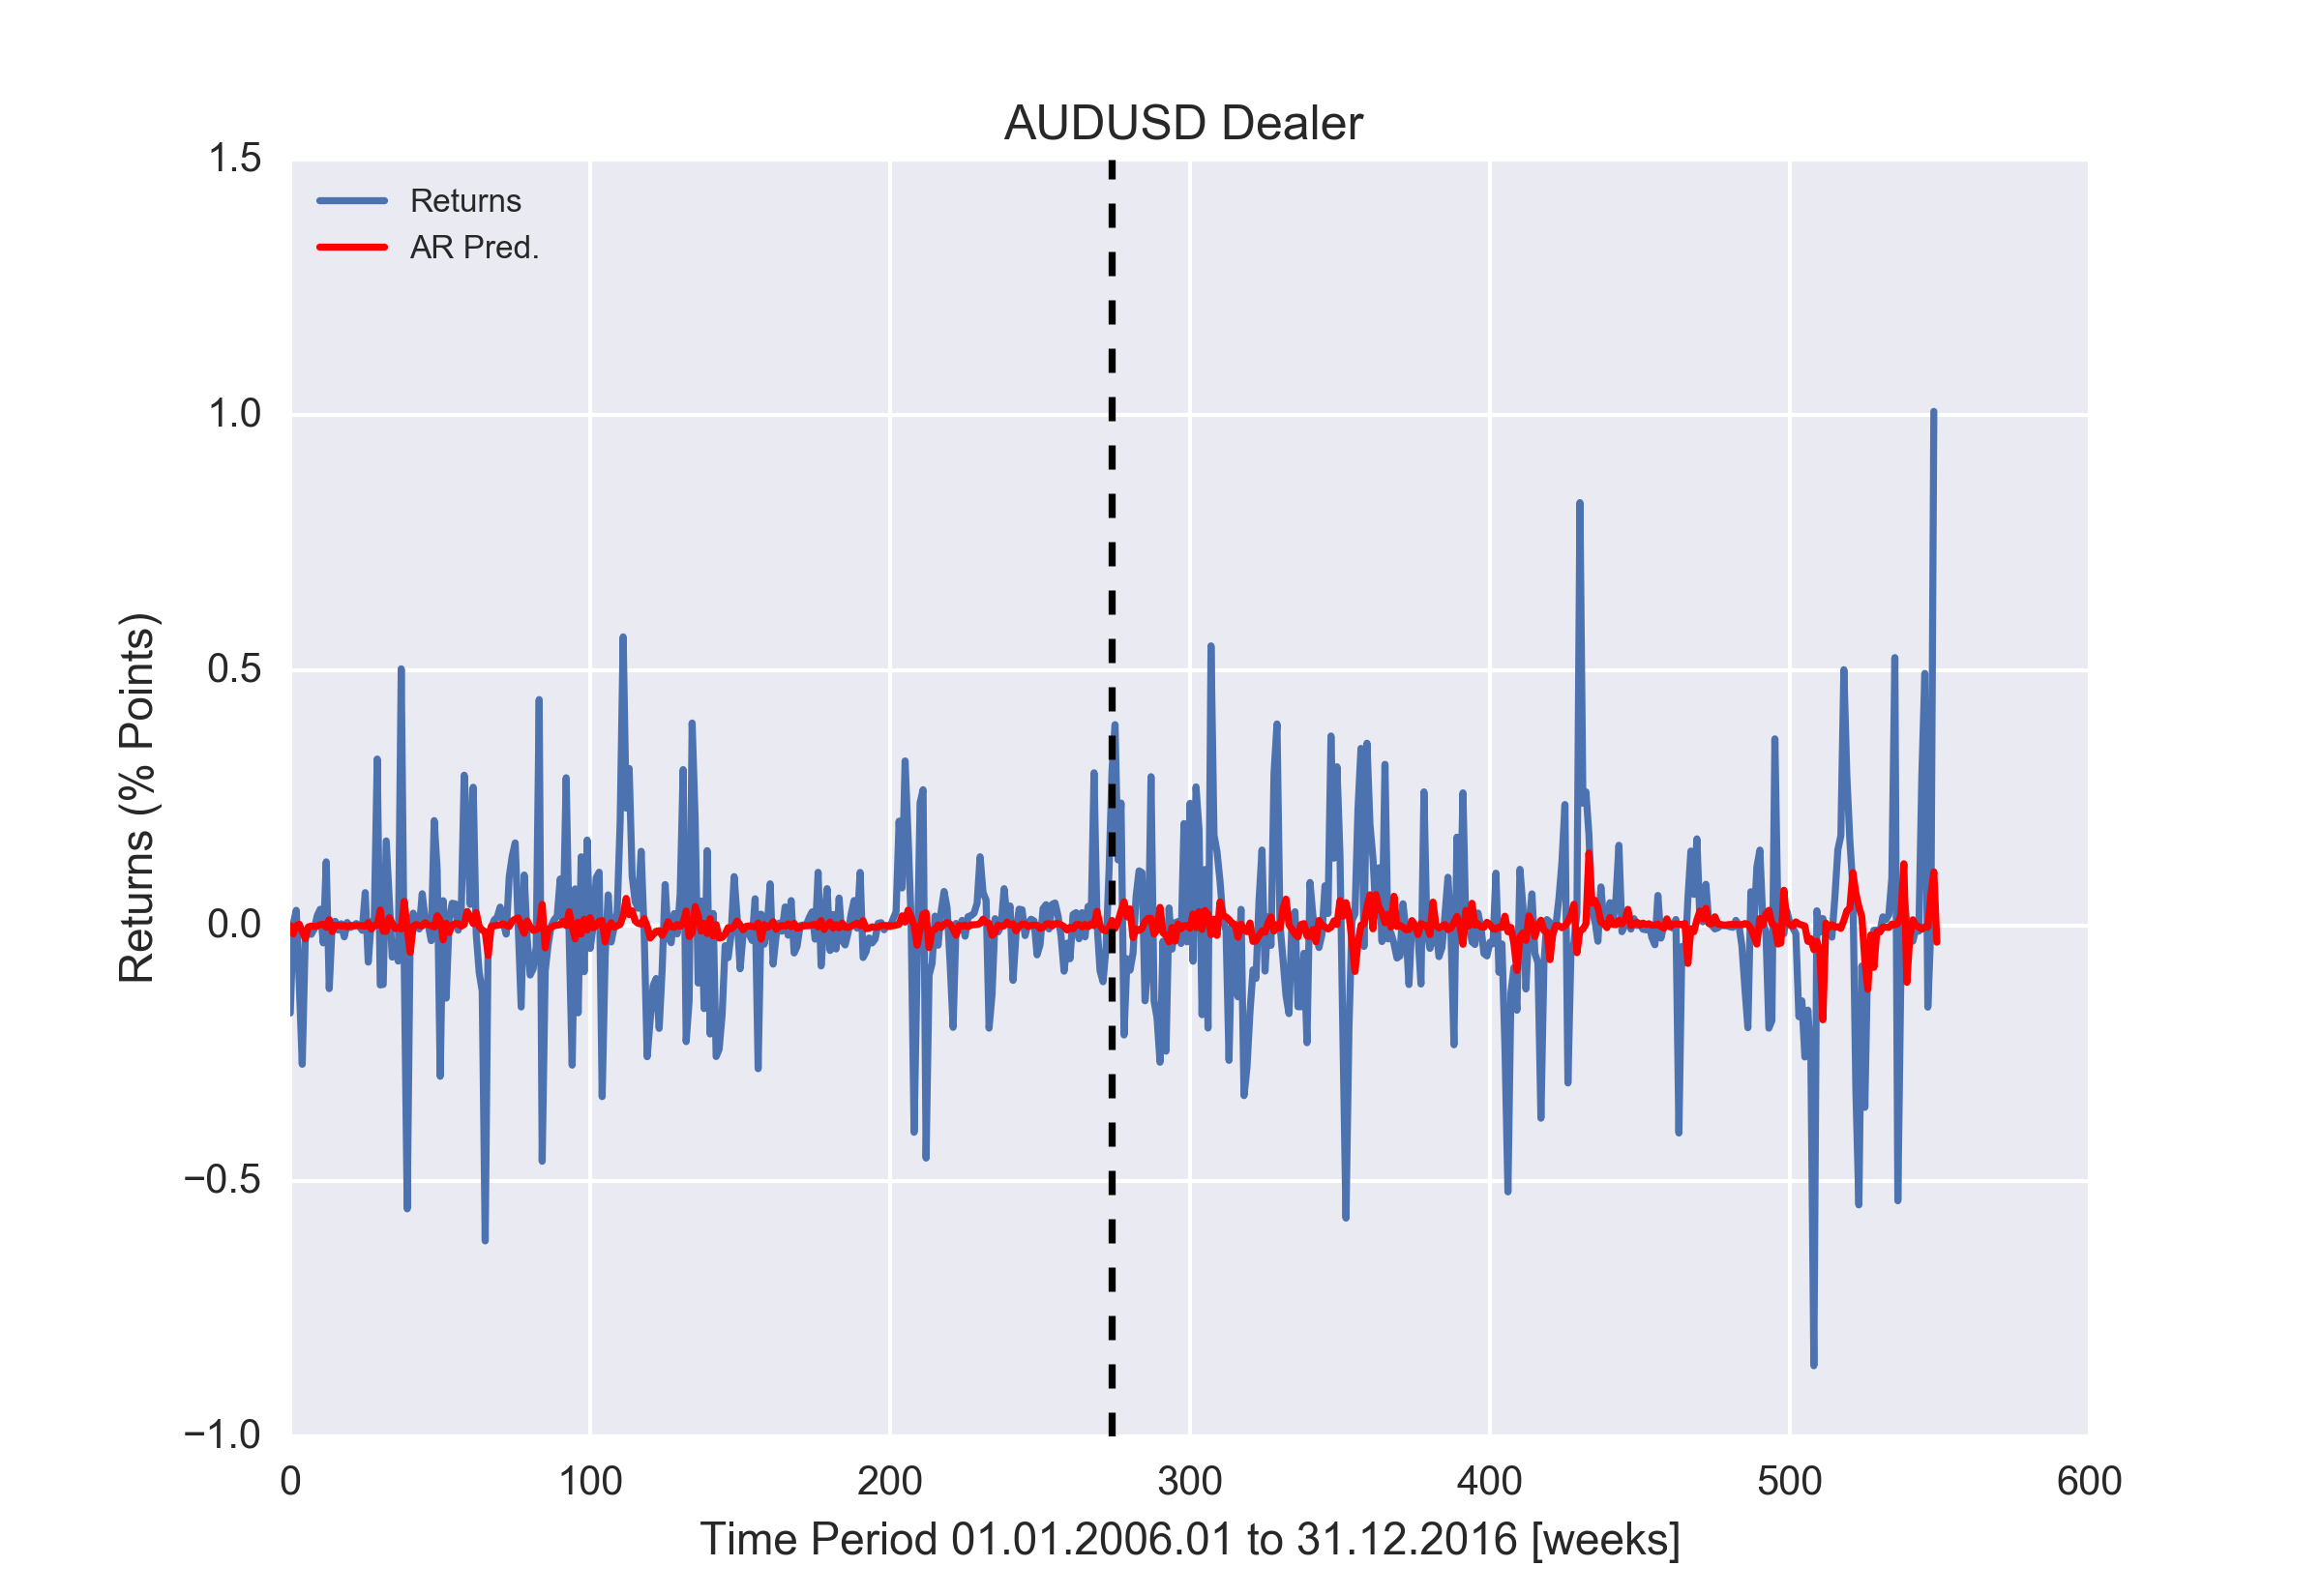 AUDUSD Dealer
1.5
1.0
0.5
0.0
−0.5
−1.0
Returns (% Points)
Returns
AR Pred.
0 100 200 300 400 500 600
Time Period 01.01.2006.01 to 31.12.2016 [weeks]